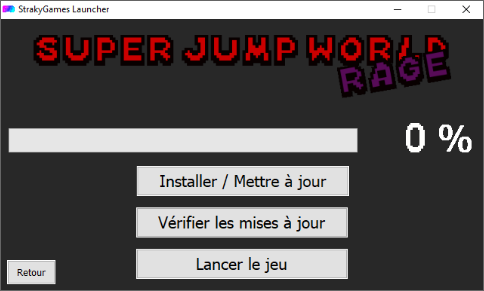 StrakyGames Launcher
SUPER JUMP WORLD
RAGE
0 %
Installer / Mettre à jour
Vérifier les mises à jour
Lancer le jeu
Retour